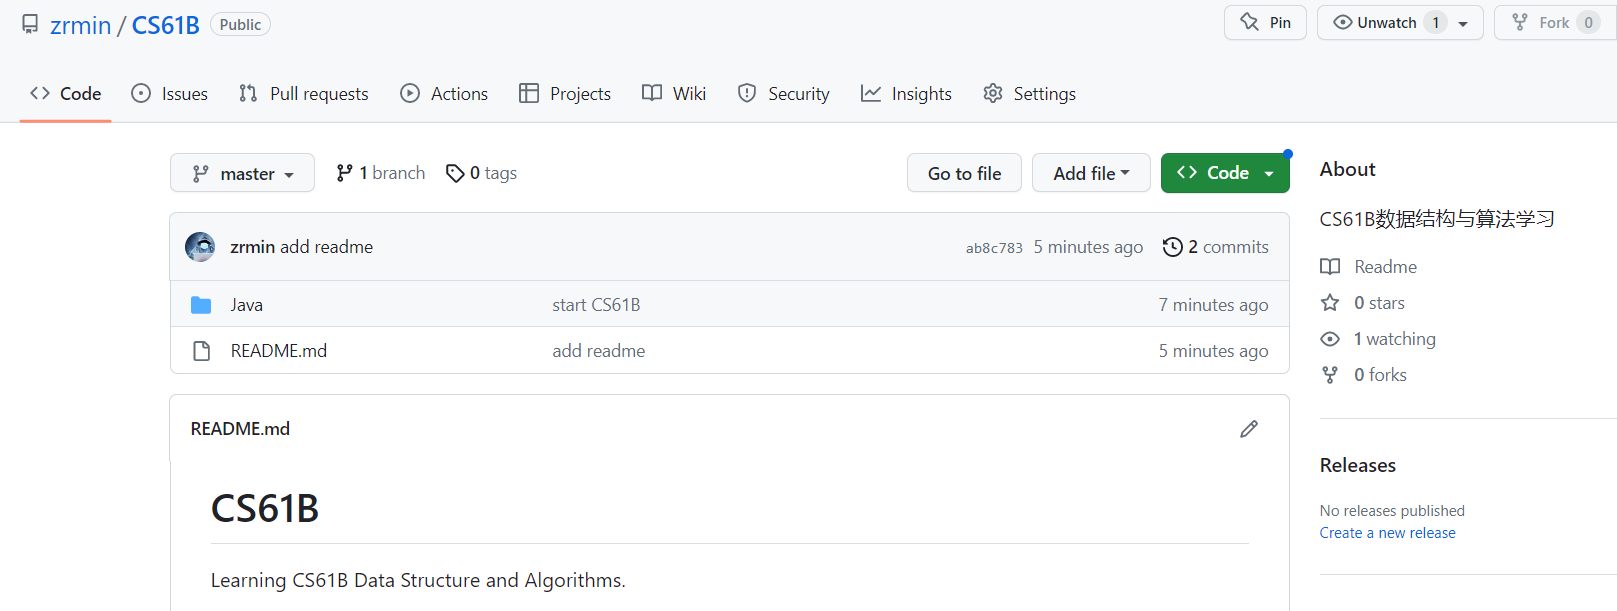 zrmin / CS61B Public Pin Unwatch 1 Fork 0
Code Issues Pull requests Actions Projects Wiki Security Insights Settings
master 1 branch 0 tags Go to file Add file Code
zrmin add readme ab8c783 5 minutes ago 2 commits
Java start CS61B 7 minutes ago
README.md add readme 5 minutes ago
README.md
CS61B
Learning CS61B Data Structure and Algorithms.
About
CS61B数据结构与算法学习
Readme
0 stars
1 watching
0 forks
Releases
No releases published
Create a new release